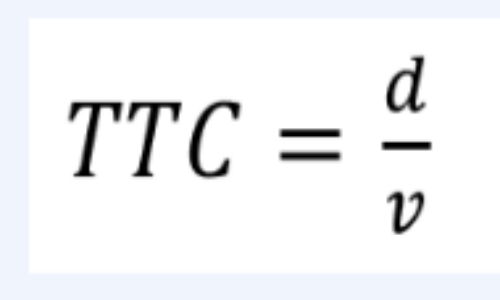 TTC = d/v